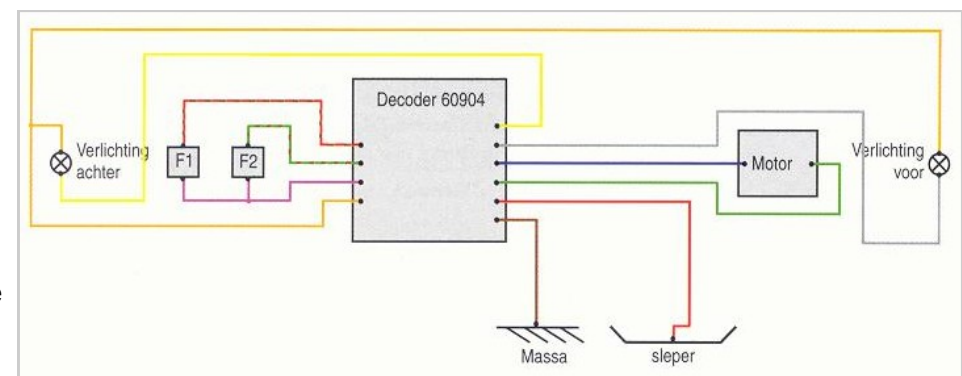 Decoder 60904
Verlichting
achter
F1
F2
Motor
Verlichting
voor
Massa
sleper
e